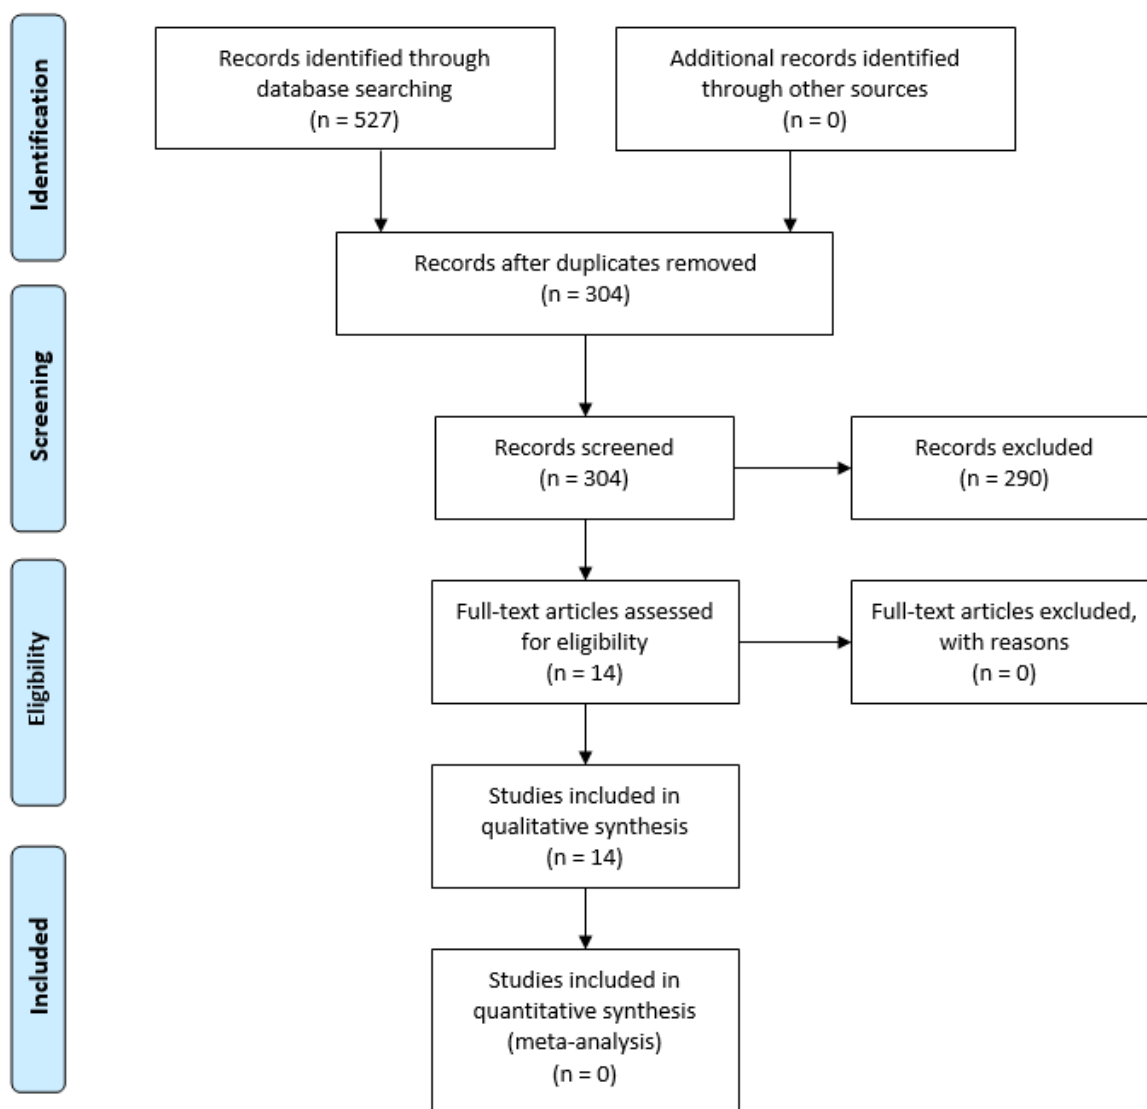 Identification
Records identified through
database searching
(n = 527)
Additional records identified
through other sources
(n = 0)
Records after duplicates removed
(n = 304)
Screening
Records screened
(n = 304)
Records excluded
(n = 290)
Eligibility
Full-text articles assessed
for eligibility
(n = 14)
Full-text articles excluded,
with reasons
(n = 0)
Studies included in
qualitative synthesis
(n = 14)
Included
Studies included in
quantitative synthesis
(meta-analysis)
(n = 0)